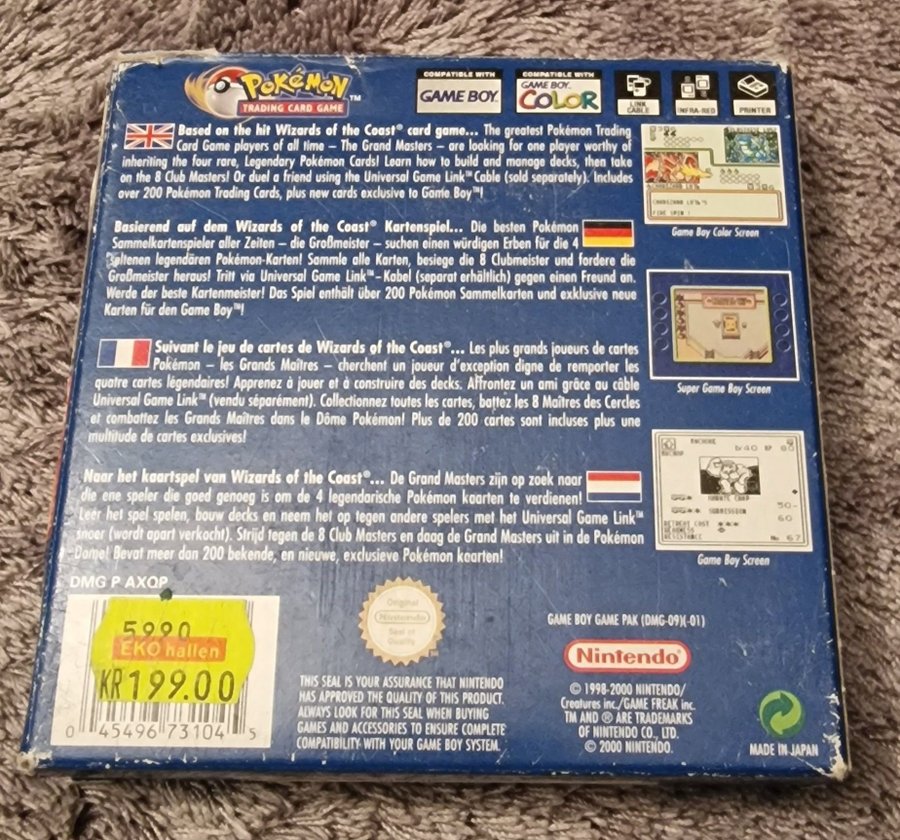 POKéMON™
TRADING CARD GAME
COMPATIBLE WITH
GAME BOY
COMPATIBLE WITH
GAME BOY
COLOR
LINK
CABLE
INFRA-RED
PRINTER
Based on the hit Wizards of the Coast® card game... The greatest Pokémon Trading
Card Game players of all time – The Grand Masters – are looking for one player worthy of
inheriting the four rare, Legendary Pokémon Cards! Learn how to build and manage decks, then take
on the 8 Club Masters! Or duel a friend using the Universal Game Link™ Cable (sold separately). Includes
over 200 Pokémon Trading Cards, plus new cards exclusive to Game Boy™!
Game Boy Color Screen
Basierend auf dem Wizards of the Coast® Kartenspiel... Die besten Pokémon
Sammelkartenspieler aller Zeiten – die Großmeister – suchen einen würdigen Erben für die 4
seltenen legendären Pokémon-Karten! Sammle alle Karten, besiege die 8 Clubmeister und fordere die
Großmeister heraus! Tritt via Universal Game Link™-Kabel (separat erhältlich) gegen einen Freund an.
Werde der beste Kartenmeister! Das Spiel enthält über 200 Pokémon Sammelkarten und exklusive neue
Karten für den Game Boy™!
Super Game Boy Screen
Suivant le jeu de cartes de Wizards of the Coast®... Les plus grands joueurs de cartes
Pokémon – les Grands Maîtres – cherchent un joueur d'exception digne de remporter les
quatre cartes légendaires! Apprenez à jouer et à construire des decks. Affrontez un ami grâce au câble
Universal Game Link™ (vendu séparément). Collectionnez toutes les cartes, battez les 8 Maîtres des Cercles
et combattez les Grands Maîtres dans le Dôme Pokémon! Plus de 200 cartes sont incluses plus une
multitude de cartes exclusives!
MACHOKE
LV40 HP 80
SUBMISSION
60
RETREAT COST
WEAKNESS
RESISTANCE
No. 67
Game Boy Screen
Naar het kaartspel van Wizards of the Coast®... De Grand Masters zijn op zoek naar
die ene speler die goed genoeg is om de 4 legendarische Pokémon kaarten te verdienen!
Leer het spel spelen, bouw decks en neem het op tegen andere spelers met het Universal Game Link™
snoer (wordt apart verkocht). Strijd tegen de 8 Club Masters en daag de Grand Masters uit in de Pokémon
Dome! Bevat meer dan 200 bekende, en nieuwe, exclusieve Pokémon kaarten!
DMG P AXQP
5990
EKO hallen
KR 199.00
0 45496 73104 5
Original
Nintendo
Seal of
Quality
THIS SEAL IS YOUR ASSURANCE THAT NINTENDO
HAS APPROVED THE QUALITY OF THIS PRODUCT.
ALWAYS LOOK FOR THIS SEAL WHEN BUYING
GAMES AND ACCESSORIES TO ENSURE COMPLETE
COMPATIBILITY WITH YOUR GAME BOY SYSTEM.
GAME BOY GAME PAK (DMG-09)(-01)
Nintendo®
© 1998-2000 NINTENDO/
Creatures inc./GAME FREAK inc.
TM AND ® ARE TRADEMARKS
OF NINTENDO CO., LTD.
© 2000 NINTENDO.
MADE IN JAPAN